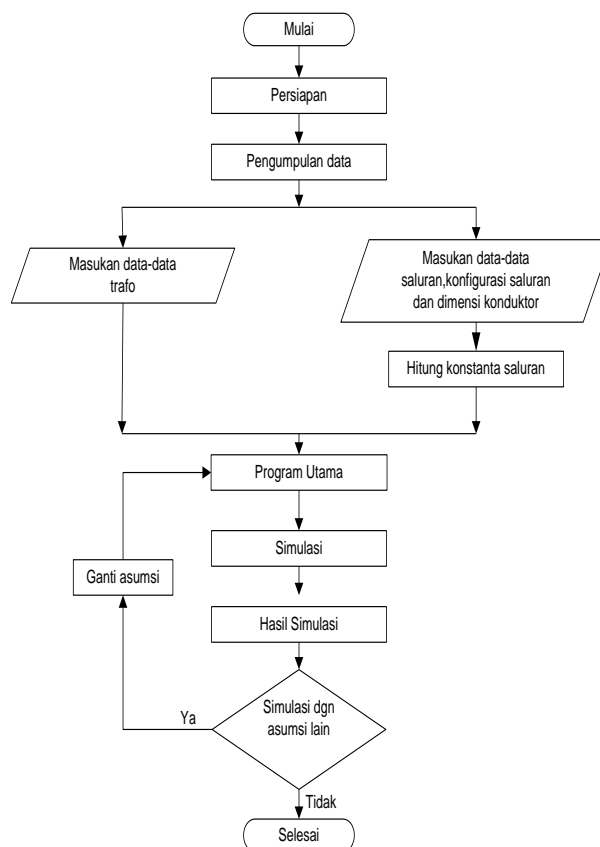 Mulai
Persiapan
Pengumpulan data
Masukan data-data
trafo
Masukan data-data
saluran,konfigurasi saluran
dan dimensi konduktor
Hitung konstanta saluran
Program Utama
Simulasi
Ganti asumsi
Hasil Simulasi
Simulasi dgn
asumsi lain
Ya
Tidak
Selesai